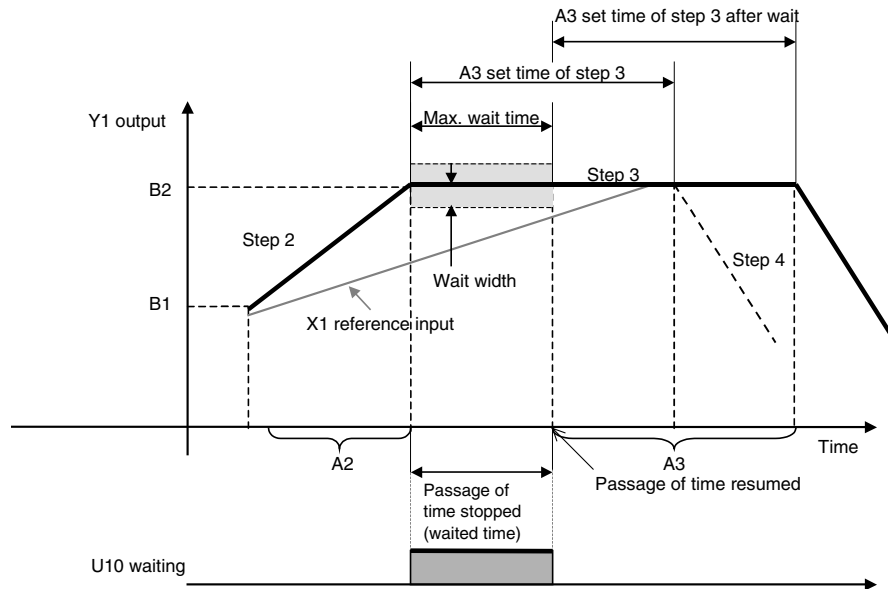 A3 set time of step 3 after wait
A3 set time of step 3
Y1 output
Max. wait time
B2
Step 3
Step 2
Step 4
Wait width
B1
X1 reference input
Time
A2
A3
Passage of time resumed
Passage of
time stopped
(waited time)
U10 waiting